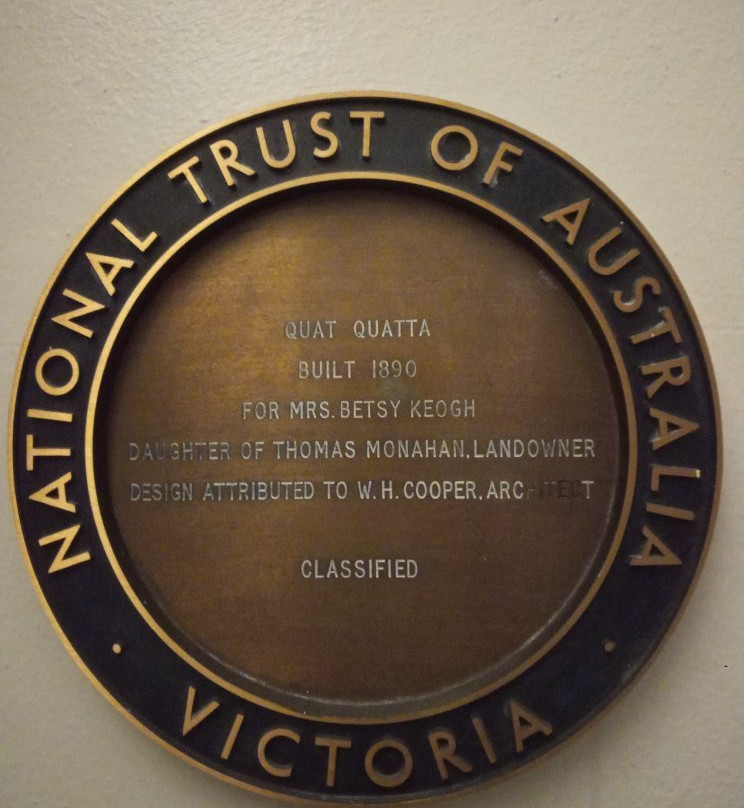 NATIONAL TRUST OF AUSTRALIA
QUAT QUATTA
BUILT 1890
FOR MRS. BETSY KEOGH
DAUGHTER OF THOMAS MONAHAN, LANDOWNER
DESIGN ATTRIBUTED TO W. H. COOPER, ARCHITECT
CLASSIFIED
VICTORIA